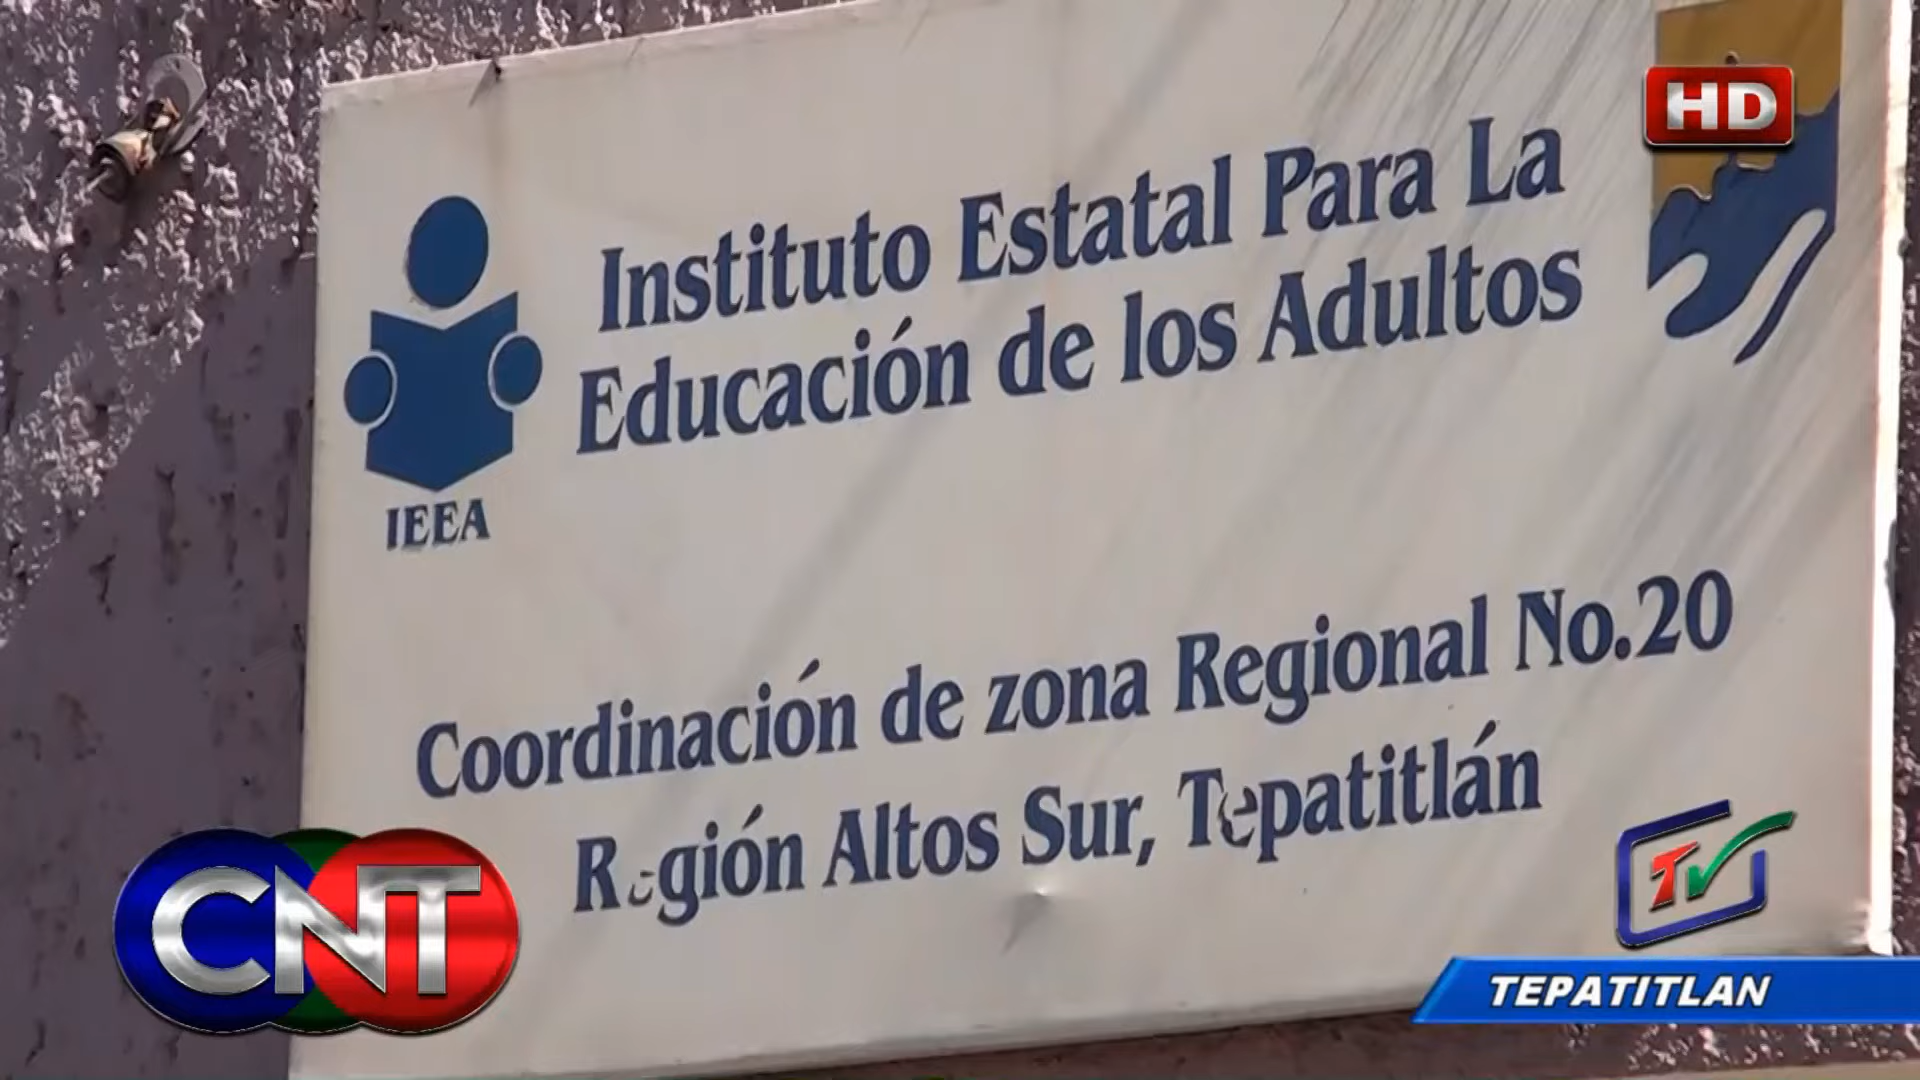 HD
Instituto Estatal Para La
Educación de los Adultos
IEEA
Coordinación de zona Regional No.20
Región Altos Sur, Tepatitlán
CNT
TV
TEPATITLAN